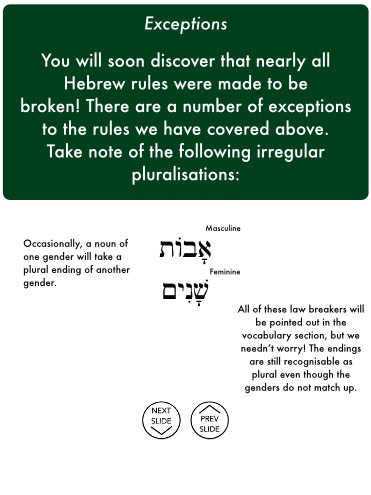 Exceptions
You will soon discover that nearly all
Hebrew rules were made to be
broken! There are a number of exceptions
to the rules we have covered above.
Take note of the following irregular
pluralisations:
Masculine
אָבוֹת
Occasionally, a noun of
one gender will take a
plural ending of another
gender.
Feminine
שָׁנִים
All of these law breakers will
be pointed out in the
vocabulary section, but we
needn't worry! The endings
are still recognisable as
plural even though the
genders do not match up.
NEXT
SLIDE
PREV
SLIDE